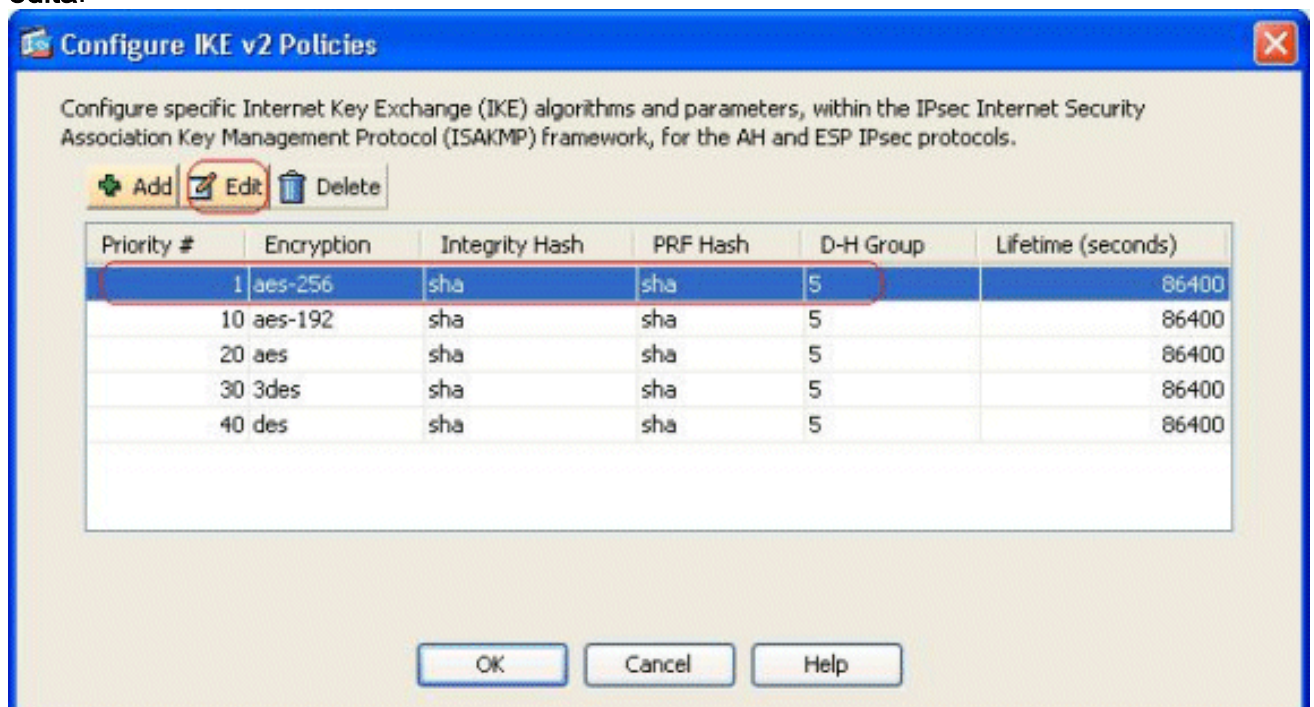 Configure IKE v2 Policies
Configure specific Internet Key Exchange (IKE) algorithms and parameters, within the IPsec Internet Security
Association Key Management Protocol (ISAKMP) framework, for the AH and ESP IPsec protocols.
Add Edit Delete
Priority # Encryption Integrity Hash PRF Hash D-H Group Lifetime (seconds)
1 aes-256 sha sha 5 86400
10 aes-192 sha sha 5 86400
20 aes sha sha 5 86400
30 3des sha sha 5 86400
40 des sha sha 5 86400
OK Cancel Help